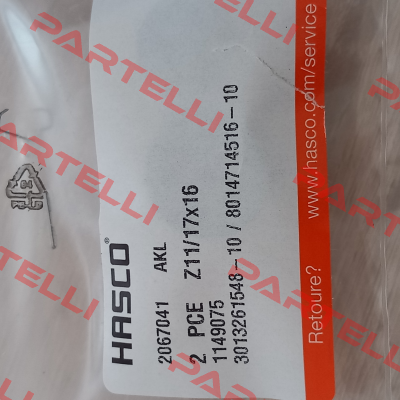 HASCO®
2067041 AKL
2 PCE Z11/17x16
1149075
3013261548-10 / 8014714516-10
Retoure? www.hasco.com/service
PARTELLI
PARTELLI
PARTELLI
PARTELLI
PARTELLI